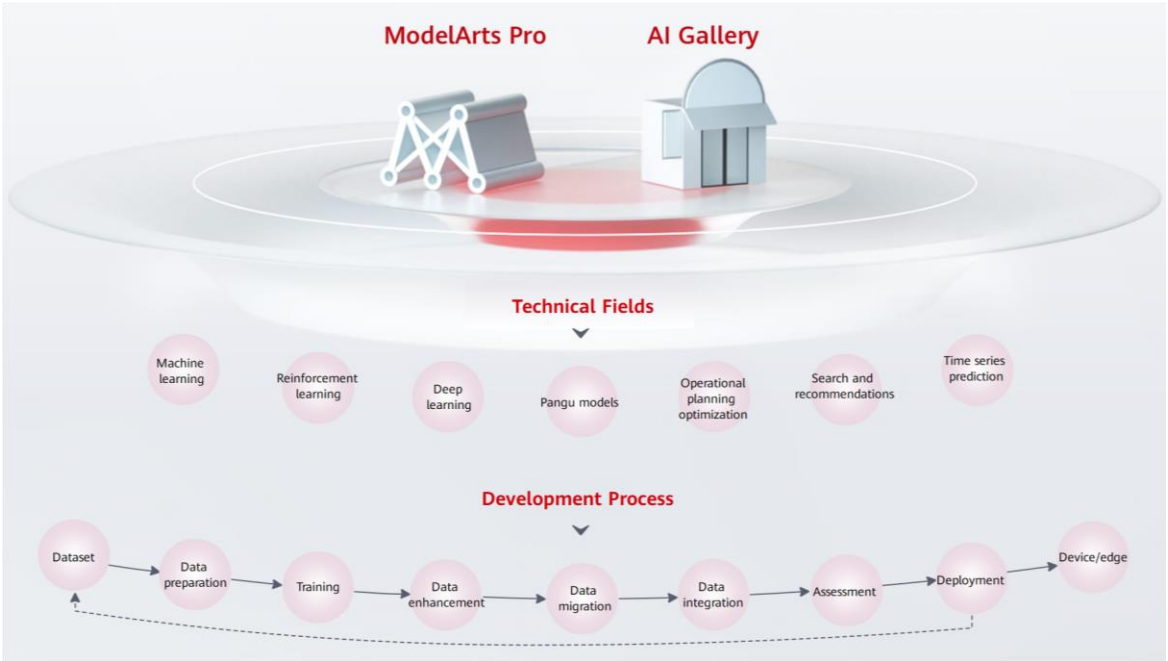 ModelArts Pro
AI Gallery
Technical Fields
Machine
learning
Reinforcement
learning
Deep
learning
Pangu models
Operational
planning
optimization
Search and
recommendations
Time series
prediction
Development Process
Dataset
Data
preparation
Training
Data
enhancement
Data
migration
Data
integration
Assessment
Deployment
Device/edge